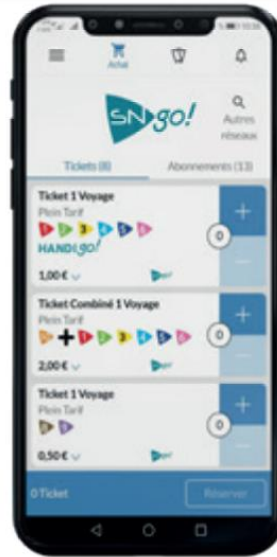 Achat
SN go!
Autres
réseaux
Tickets (8)
Abonnements (13)
Ticket 1 Voyage
Plein Tarif
HANDIgo!
1,00 €
0
Ticket Combiné 1 Voyage
Plein Tarif
2,00 €
0
Ticket 1 Voyage
Plein Tarif
0,50 €
0
0 Ticket
Réserver